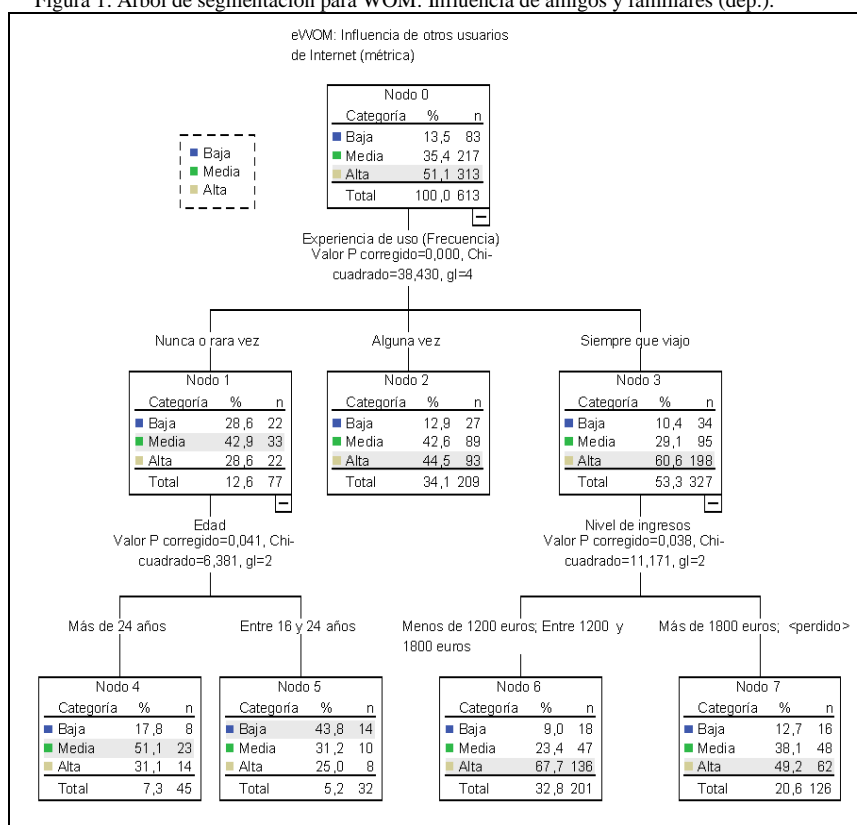 Figura 1. Árbol de segmentación para WOM: Influencia de amigos y familiares (dep.).
eWOM: Influencia de otros usuarios
de Internet (métrica)
Baja
Media
Alta
Nodo 0
Categoría % n
Baja 13,5 83
Media 35,4 217
Alta 51,1 313
Total 100,0 613
Experiencia de uso (Frecuencia)
Valor P corregido=0,000, Chi-
cuadrado=38,430, gl=4
Nunca o rara vez
Alguna vez
Siempre que viajo
Nodo 1
Categoría % n
Baja 28,6 22
Media 42,9 33
Alta 28,6 22
Total 12,6 77
Nodo 2
Categoría % n
Baja 12,9 27
Media 42,6 89
Alta 44,5 93
Total 34,1 209
Nodo 3
Categoría % n
Baja 10,4 34
Media 29,1 95
Alta 60,6 198
Total 53,3 327
Edad
Valor P corregido=0,041, Chi-
cuadrado=6,381, gl=2
Nivel de ingresos
Valor P corregido=0,038, Chi-
cuadrado=11,171, gl=2
Más de 24 años
Entre 16 y 24 años
Menos de 1200 euros; Entre 1200 y
1800 euros
Más de 1800 euros; <perdido>
Nodo 4
Categoría % n
Baja 17,8 8
Media 51,1 23
Alta 31,1 14
Total 7,3 45
Nodo 5
Categoría % n
Baja 43,8 14
Media 31,2 10
Alta 25,0 8
Total 5,2 32
Nodo 6
Categoría % n
Baja 9,0 18
Media 23,4 47
Alta 67,7 136
Total 32,8 201
Nodo 7
Categoría % n
Baja 12,7 16
Media 38,1 48
Alta 49,2 62
Total 20,6 126